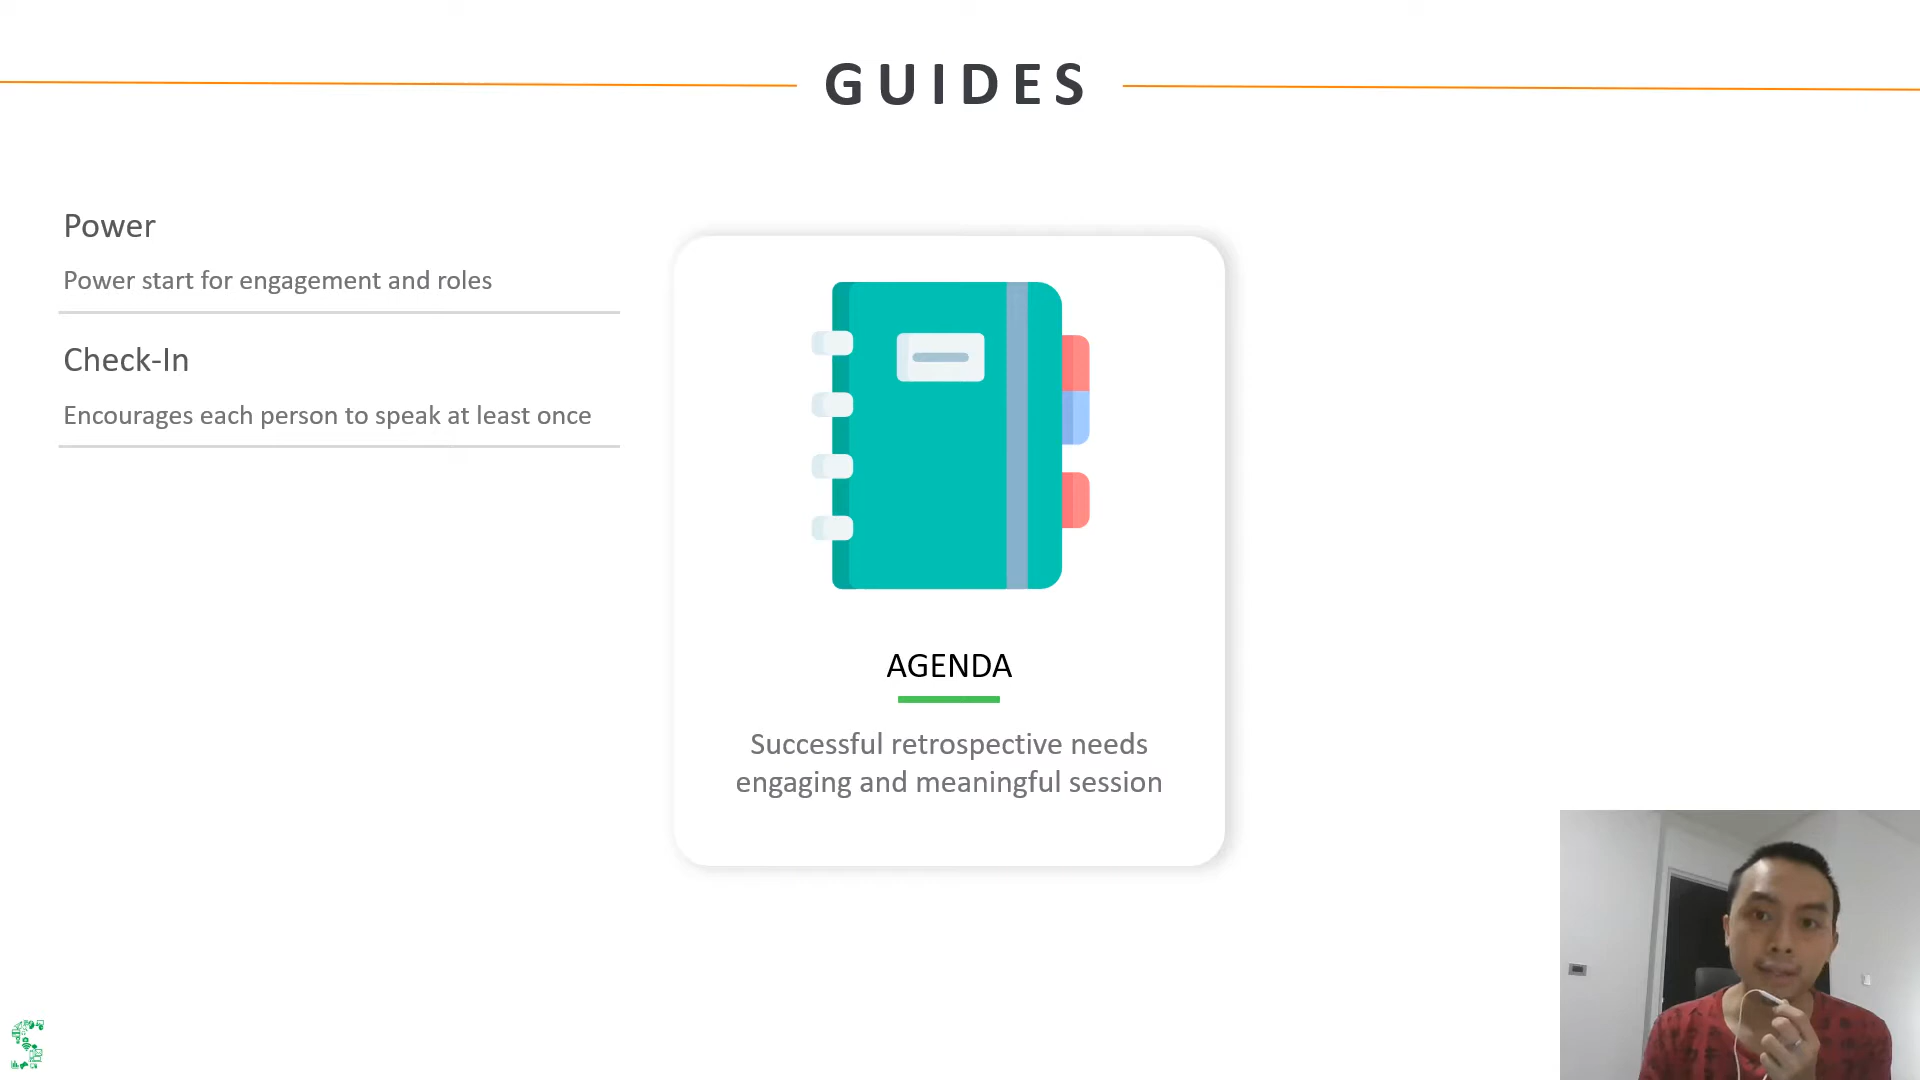 GUIDES
Power
Power start for engagement and roles
Check-In
Encourages each person to speak at least once
AGENDA
Successful retrospective needs
engaging and meaningful session